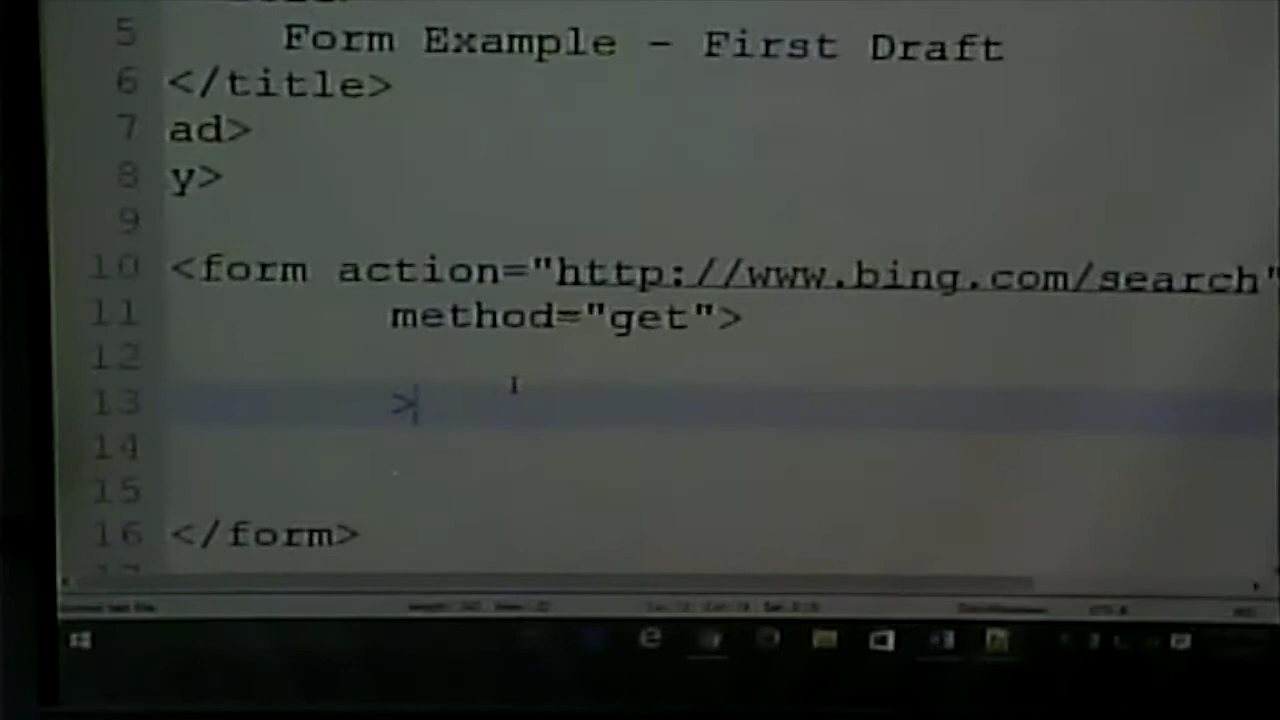 5 Form Example - First Draft
6 </title>
7 ad>
8 y>
9
10 <form action="http://www.bing.com/search"
11 method="get">
12
13 >
14
15
16 </form>